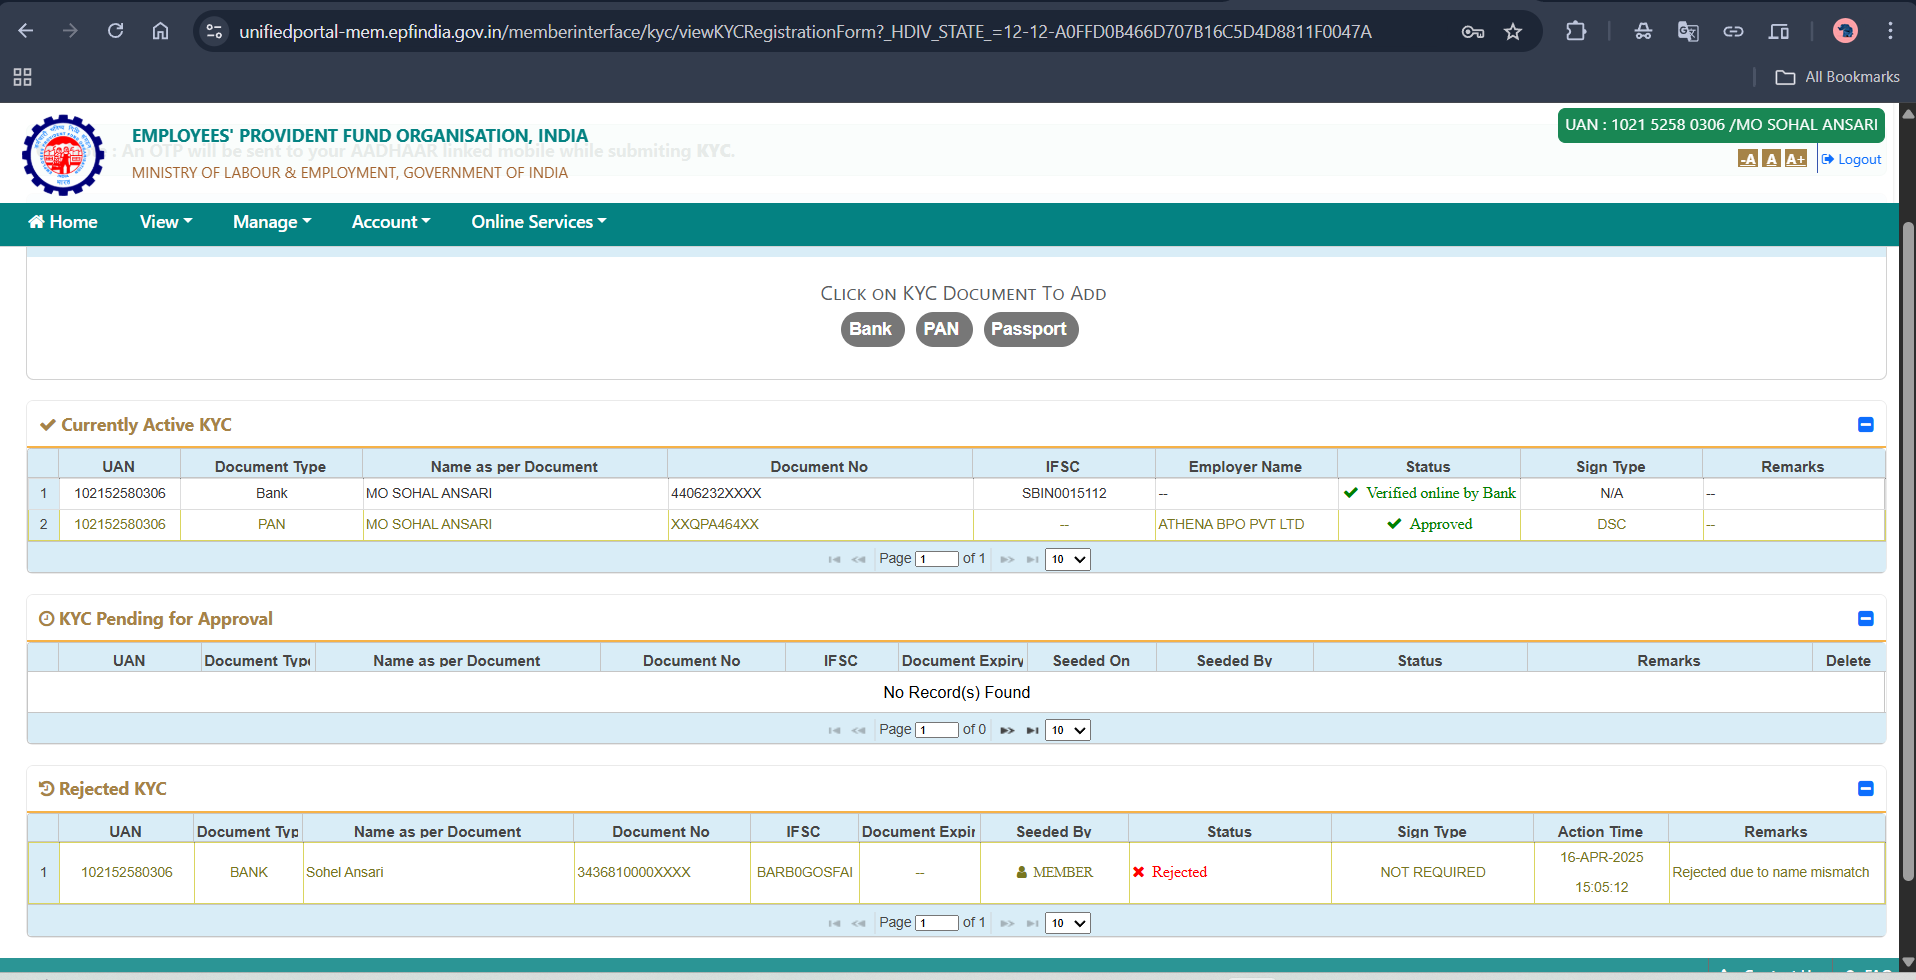 unifiedportal-mem.epfindia.gov.in/memberinterface/kyc/viewKYCRegistrationForm?_HDIV_STATE_=12-12-A0FFD0B466D707B16C5D4D8811F0047A
All Bookmarks
EMPLOYEES' PROVIDENT FUND ORGANISATION, INDIA
: An OTP will be sent to your AADHAAR linked mobile while submiting KYC.
MINISTRY OF LABOUR & EMPLOYMENT, GOVERNMENT OF INDIA
UAN : 1021 5258 0306 /MO SOHAL ANSARI
-A A A+ Logout
Home View Manage Account Online Services
CLICK ON KYC DOCUMENT TO ADD
Bank PAN Passport
Currently Active KYC
UAN Document Type Name as per Document Document No IFSC Employer Name Status Sign Type Remarks
1 102152580306 Bank MO SOHAL ANSARI 4406232XXXX SBIN0015112 -- Verified online by Bank N/A --
2 102152580306 PAN MO SOHAL ANSARI XXQPA464XX -- ATHENA BPO PVT LTD Approved DSC --
Page 1 of 1 10
KYC Pending for Approval
UAN Document Type Name as per Document Document No IFSC Document Expiry Seeded On Seeded By Status Remarks Delete
No Record(s) Found
Page 1 of 0 10
Rejected KYC
UAN Document Typ Name as per Document Document No IFSC Document Expir Seeded By Status Sign Type Action Time Remarks
1 102152580306 BANK Sohel Ansari 3436810000XXXX BARB0GOSFAI -- MEMBER Rejected NOT REQUIRED 16-APR-2025 15:05:12 Rejected due to name mismatch
Page 1 of 1 10